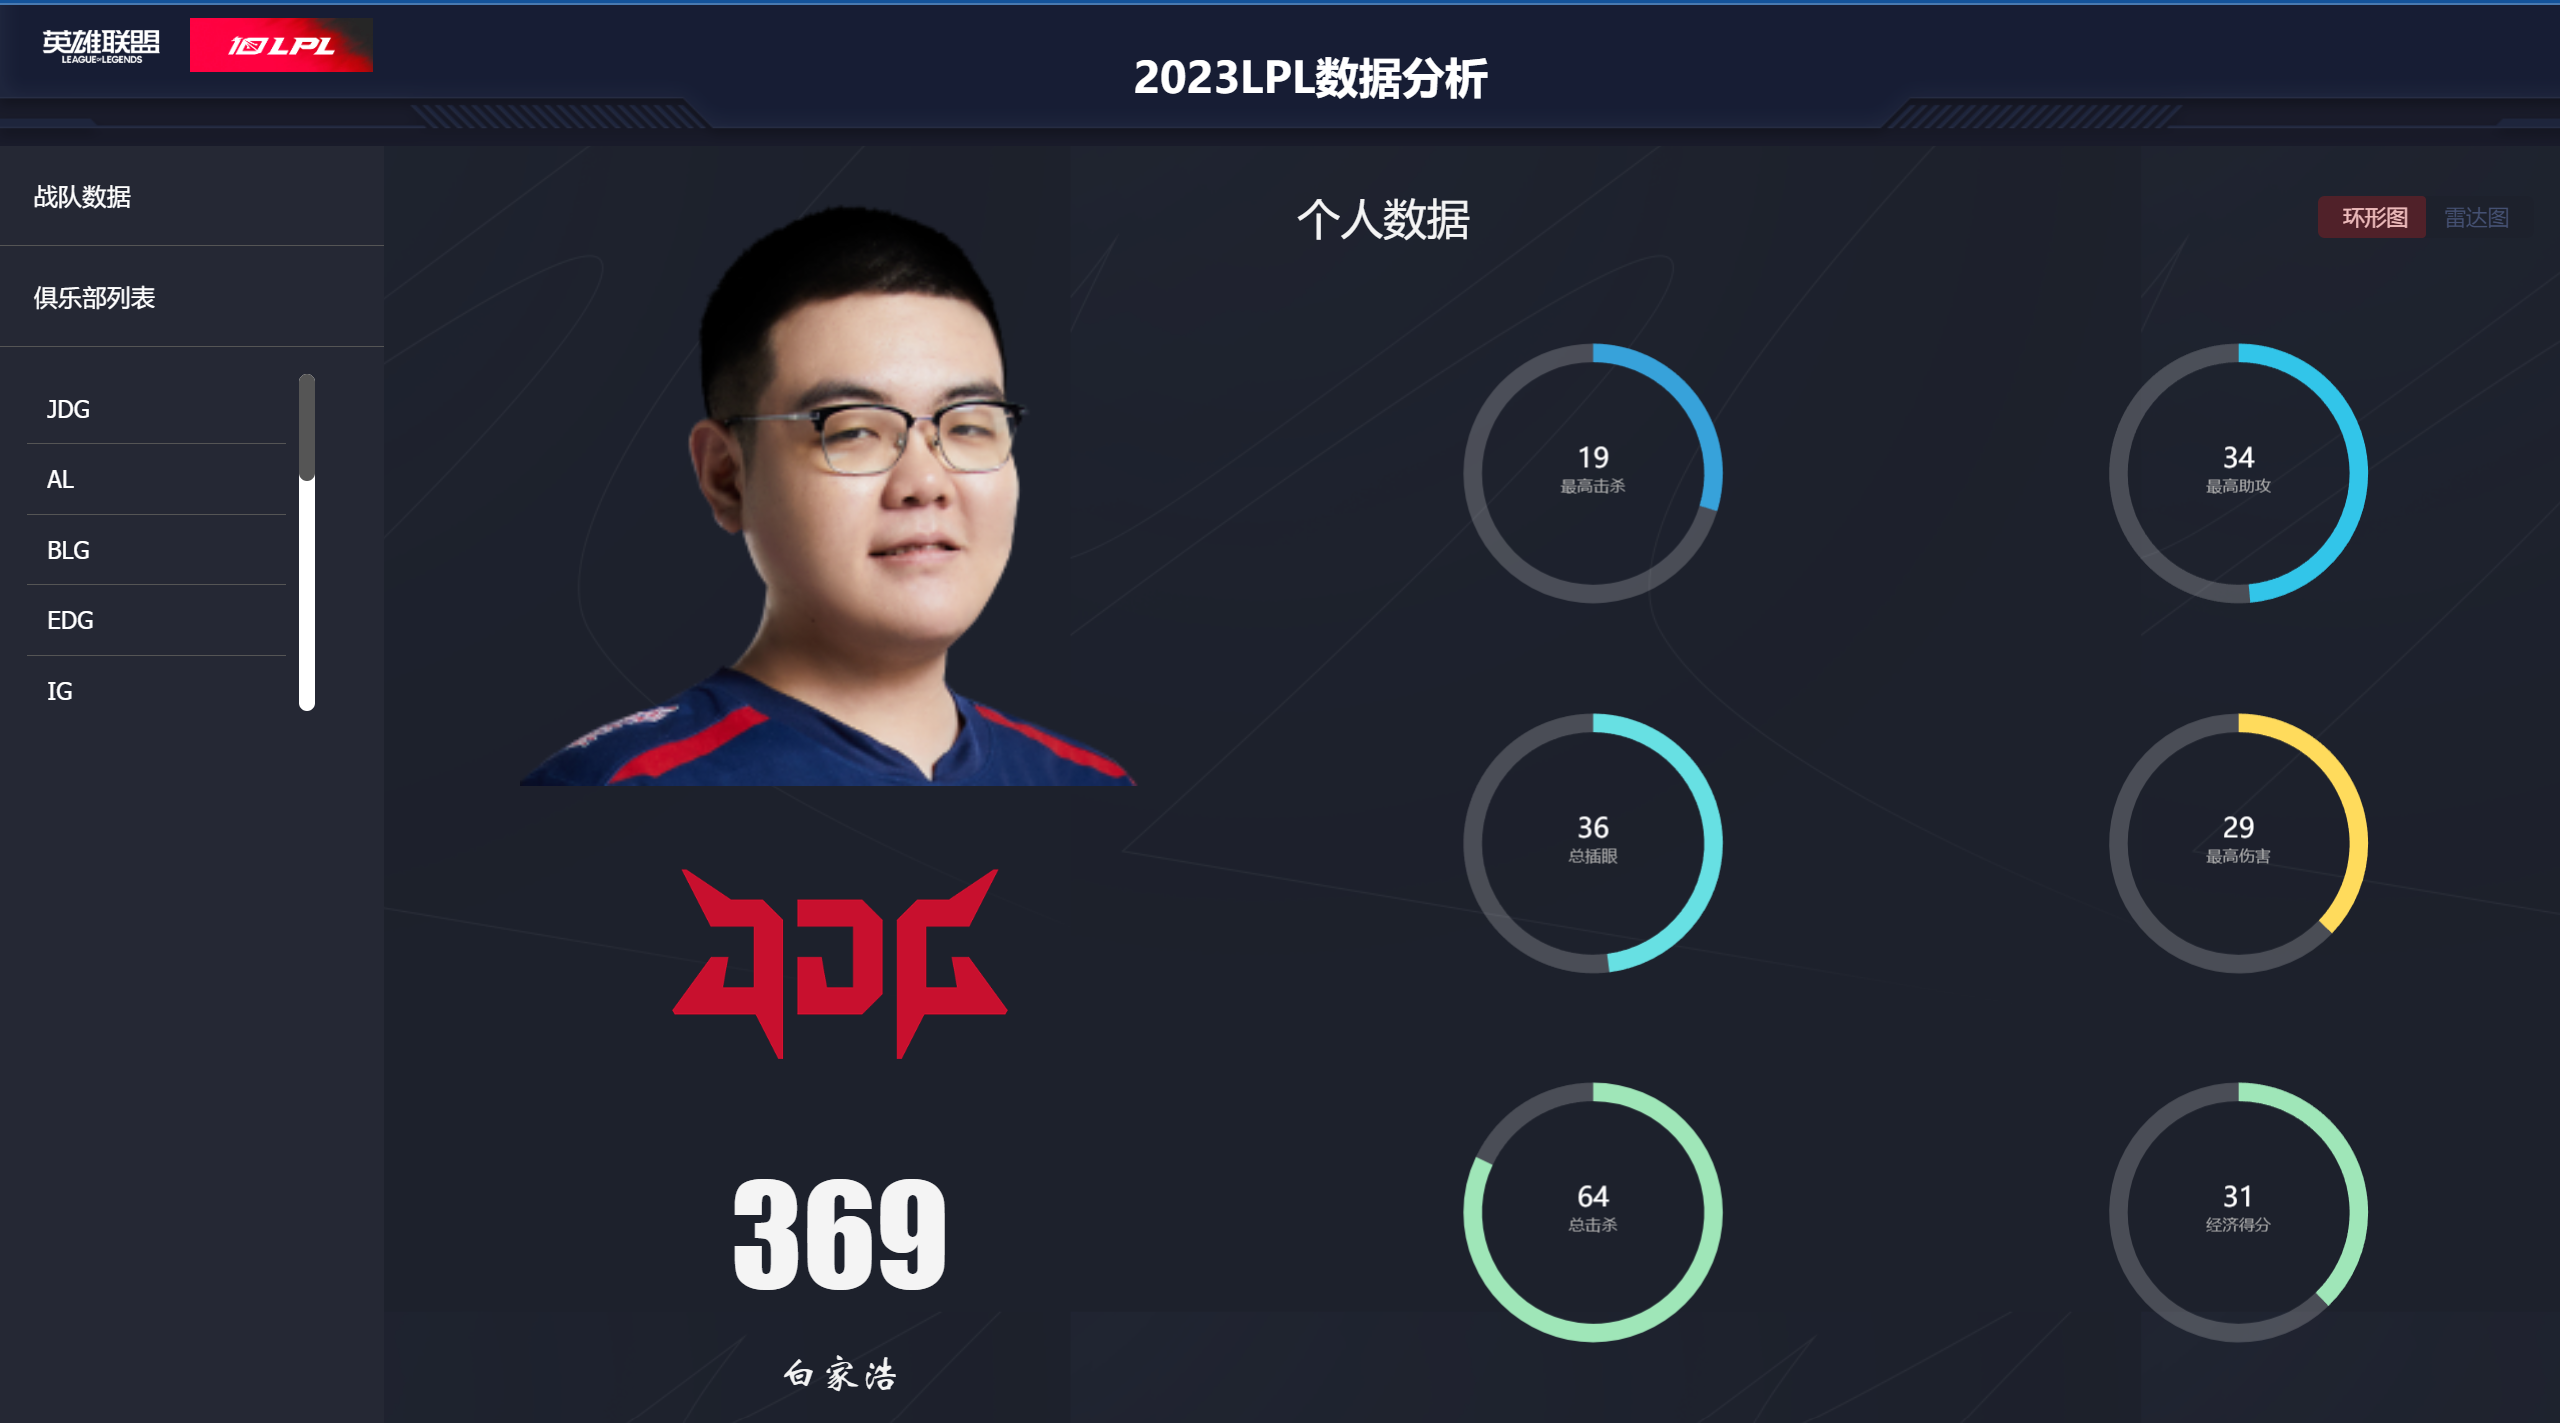 英雄联盟
LEAGUE OF LEGENDS
LPL
2023LPL数据分析
战队数据
俱乐部列表
JDG
AL
BLG
EDG
IG
JDG
369
白家浩
个人数据
环形图
雷达图
19
最高击杀
34
最高助攻
36
总插眼
29
最高伤害
64
总击杀
31
经济得分